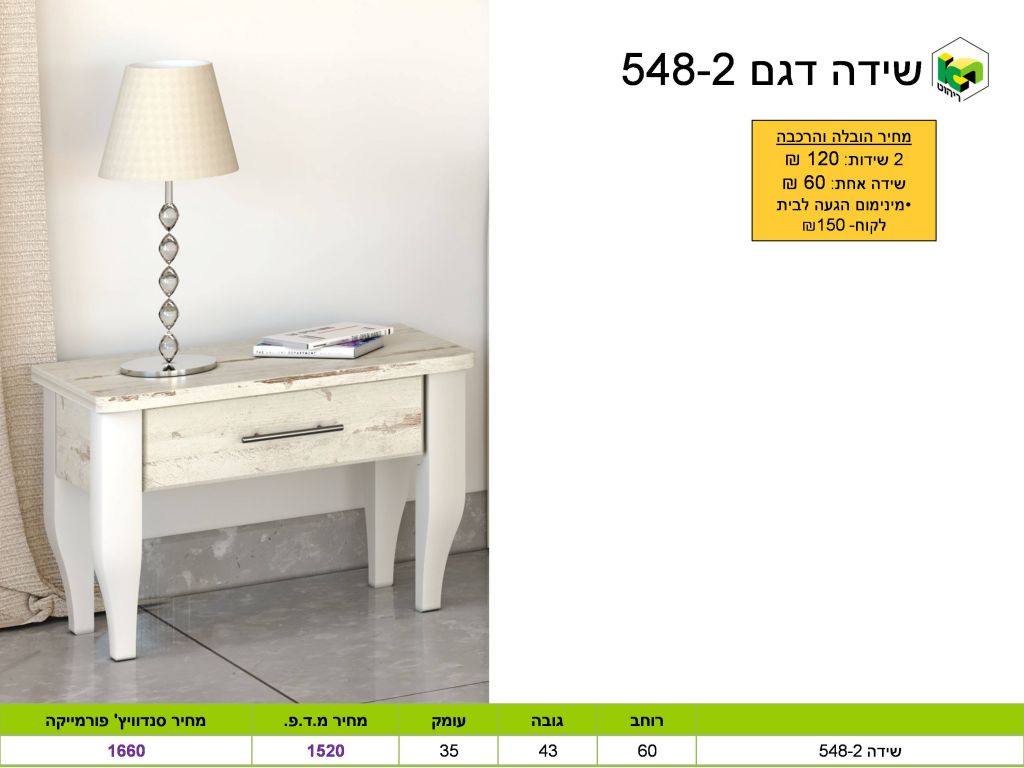 שידה דגם 548-2
ריהוט
מחיר הובלה והרכבה
2 שידות: 120 ₪
שידה אחת: 60 ₪
•מינימום הגעה לבית
לקוח- 150₪
רוחב גובה עומק מחיר מ.ד.פ. מחיר סנדוויץ' פורמייקה
שידה 548-2 60 43 35 1520 1660